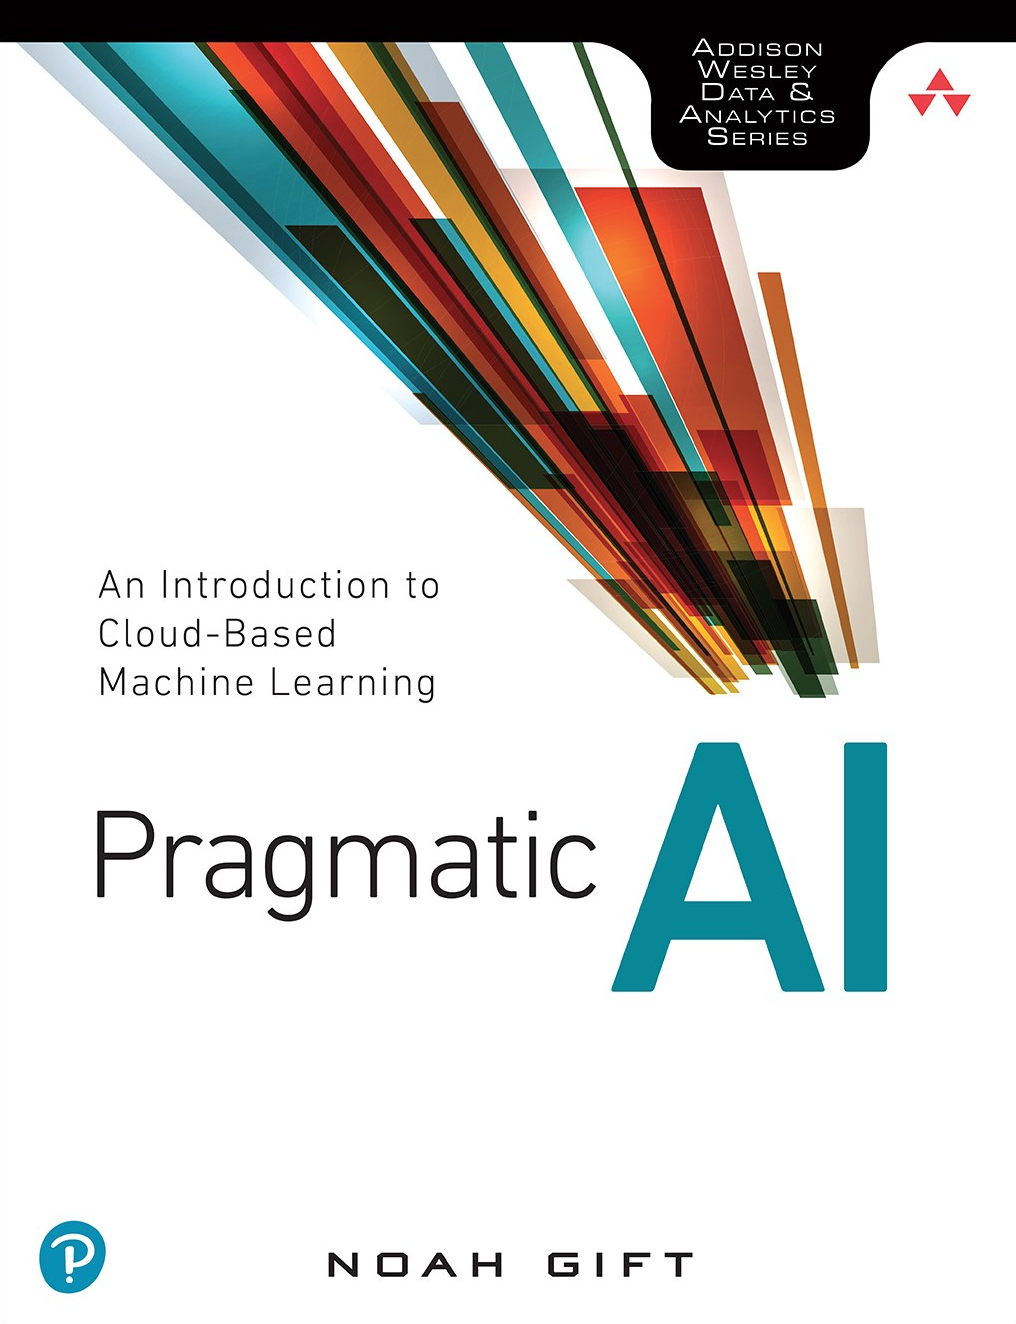 Addison
Wesley
Data &
Analytics
Series
An Introduction to
Cloud-Based
Machine Learning
Pragmatic AI
P
NOAH GIFT